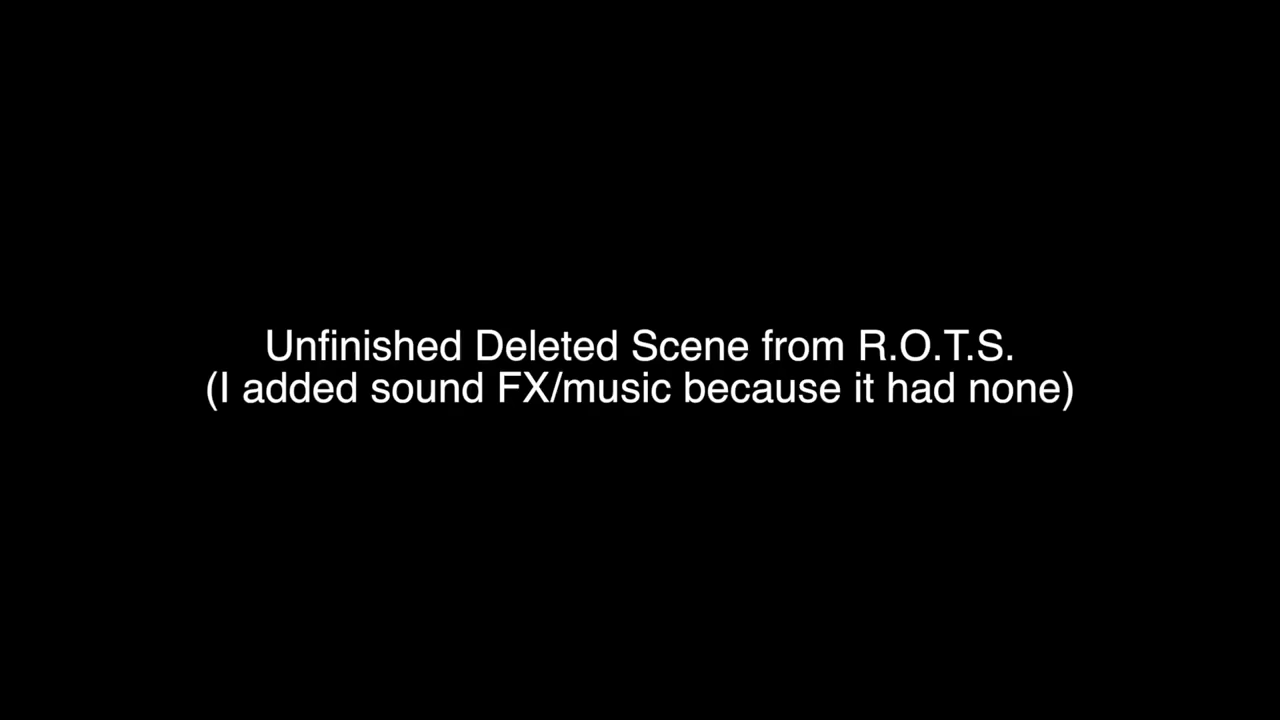 Unfinished Deleted Scene from R.O.T.S.
(I added sound FX/music because it had none)